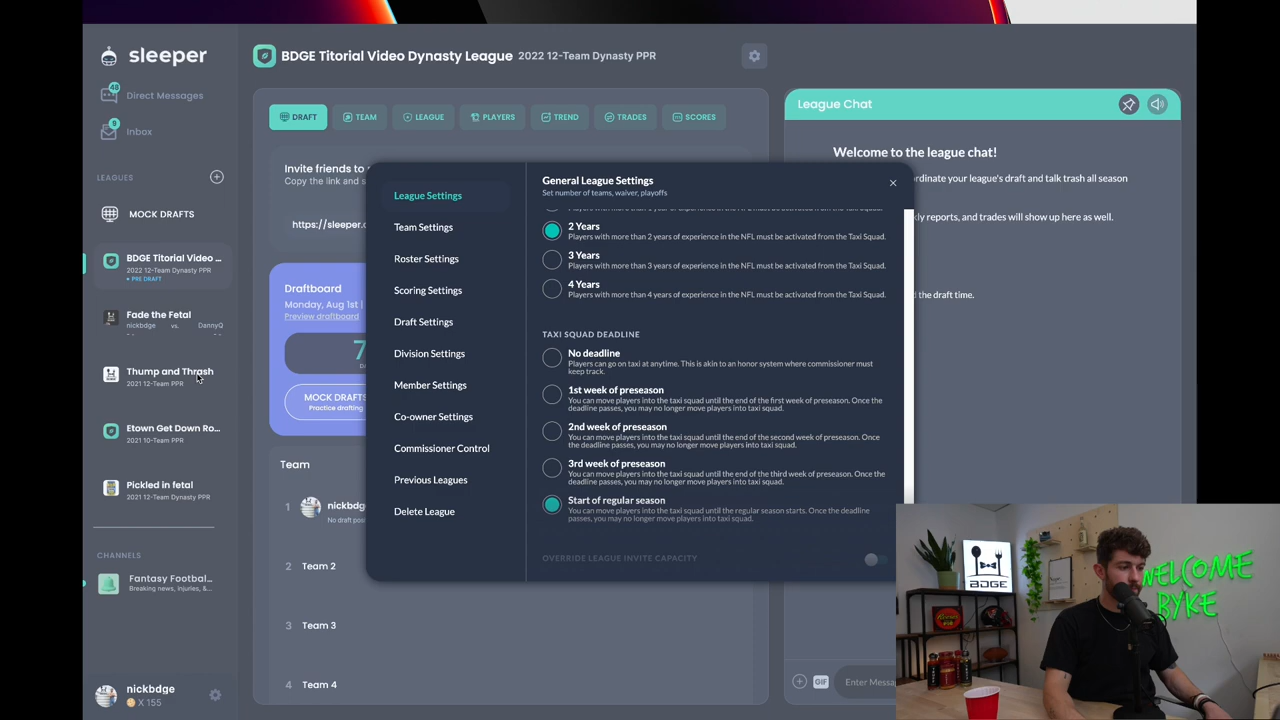 sleeper
BDGE Titorial Video Dynasty League 2022 12-Team Dynasty PPR
48
Direct Messages
9
Inbox
LEAGUES
MOCK DRAFTS
BDGE Titorial Video ...
2022 12-Team Dynasty PPR
• PRE DRAFT
Fade the Fetal
nickbdge vs. DannyQ
Thump and Thrash
2021 12-Team PPR
Etown Get Down Ro...
2021 10-Team PPR
Pickled in fetal
2021 12-Team Dynasty PPR
CHANNELS
Fantasy Footbal...
Breaking news, injuries, &...
nickbdge
X 155
DRAFT
TEAM
LEAGUE
PLAYERS
TREND
TRADES
SCORES
Invite friends to
Copy the link and s
https://sleeper.c
Draftboard
Monday, Aug 1st
Preview draftboard
7
MOCK DRAFTS
Practice drafting
Team
1 nickbdg
No draft pos
Team 2
3 Team 3
4 Team 4
League Settings
Team Settings
Roster Settings
Scoring Settings
Draft Settings
Division Settings
Member Settings
Co-owner Settings
Commissioner Control
Previous Leagues
Delete League
General League Settings
Set number of teams, waiver, playoffs
2 Years
Players with more than 2 years of experience in the NFL must be activated from the Taxi Squad.
3 Years
Players with more than 3 years of experience in the NFL must be activated from the Taxi Squad.
4 Years
Players with more than 4 years of experience in the NFL must be activated from the Taxi Squad.
TAXI SQUAD DEADLINE
No deadline
Players can go on taxi at anytime. This is akin to an honor system where commissioner must
keep track.
1st week of preseason
You can move players into the taxi squad until the end of the first week of preseason. Once the
deadline passes, you may no longer move players into taxi squad.
2nd week of preseason
You can move players into the taxi squad until the end of the second week of preseason. Once
the deadline passes, you may no longer move players into taxi squad.
3rd week of preseason
You can move players into the taxi squad until the end of the third week of preseason. Once the
deadline passes, you may no longer move players into taxi squad.
Start of regular season
You can move players into the taxi squad until the regular season starts. Once the deadline
passes, you may no longer move players into taxi squad.
OVERRIDE LEAGUE INVITE CAPACITY
League Chat
Welcome to the league chat!
ordinate your league's draft and talk trash all season
kly reports, and trades will show up here as well.
d the draft time.
GIF
Enter Messa
BDGE
WELCOME
BYKE